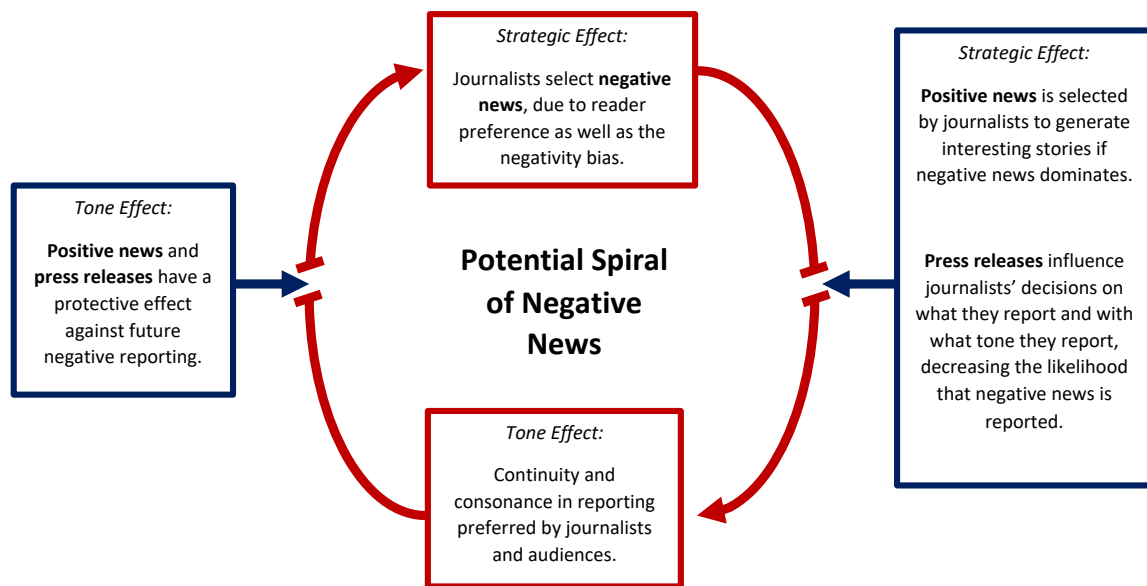 Strategic Effect:
Journalists select negative
news, due to reader
preference as well as the
negativity bias.
Strategic Effect:
Positive news is selected
by journalists to generate
interesting stories if
negative news dominates.
Press releases influence
journalists’ decisions on
what they report and with
what tone they report,
decreasing the likelihood
that negative news is
reported.
Tone Effect:
Positive news and
press releases have a
protective effect
against future
negative reporting.
Potential Spiral
of Negative
News
Tone Effect:
Continuity and
consonance in reporting
preferred by journalists
and audiences.